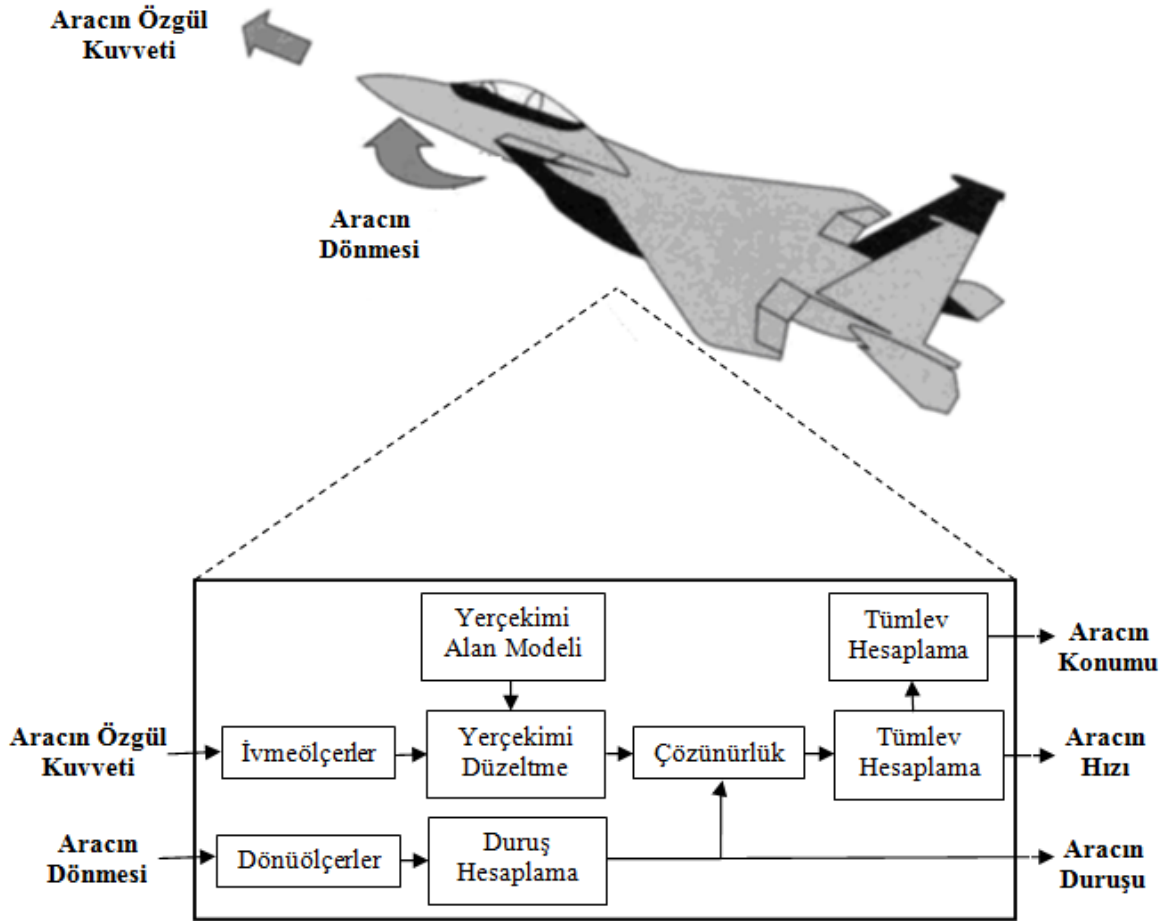 Aracın Özgül
Kuvveti
Aracın
Dönmesi
Yerçekimi
Alan Modeli
Tümlev
Hesaplama
Aracın
Konumu
Aracın Özgül
Kuvveti
İvmeölçerler
Yerçekimi
Düzeltme
Çözünürlük
Tümlev
Hesaplama
Aracın
Hızı
Aracın
Dönmesi
Dönüölçerler
Duruş
Hesaplama
Aracın
Duruşu